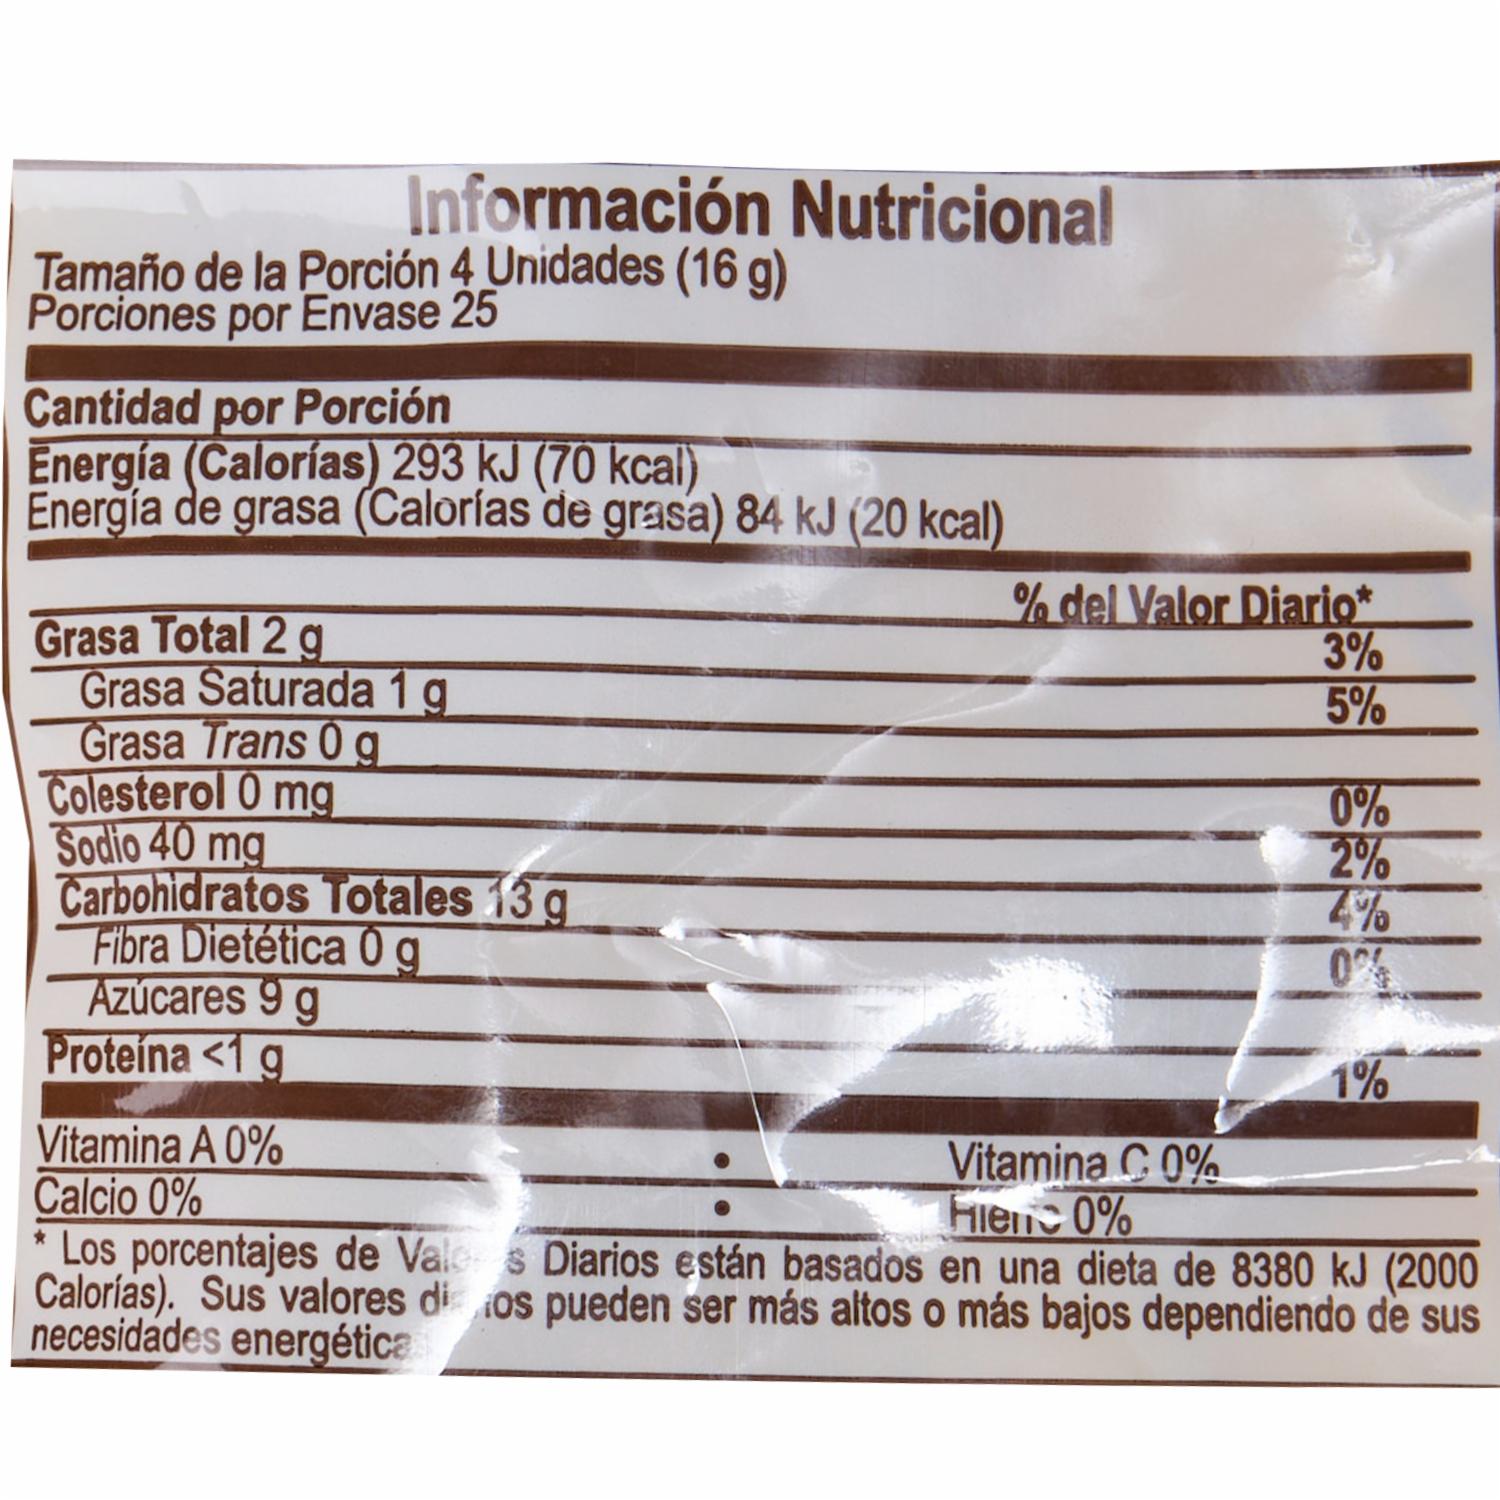 Información Nutricional
Tamaño de la Porción 4 Unidades (16 g)
Porciones por Envase 25
Cantidad por Porción
Energía (Calorías) 293 kJ (70 kcal)
Energía de grasa (Calorías de grasa) 84 kJ (20 kcal)
% del Valor Diario*
Grasa Total 2 g 3%
Grasa Saturada 1 g 5%
Grasa Trans 0 g
Colesterol 0 mg 0%
Sodio 40 mg 2%
Carbohidratos Totales 13 g 4%
Fibra Dietética 0 g 0%
Azúcares 9 g
Proteína <1 g 1%
Vitamina A 0% • Vitamina C 0%
Calcio 0% • Hierro 0%
* Los porcentajes de Diarios están basados en una dieta de 8380 kJ (2000
Calorías). Sus valores diarios pueden ser más altos o más bajos dependiendo de sus
necesidades energéticas